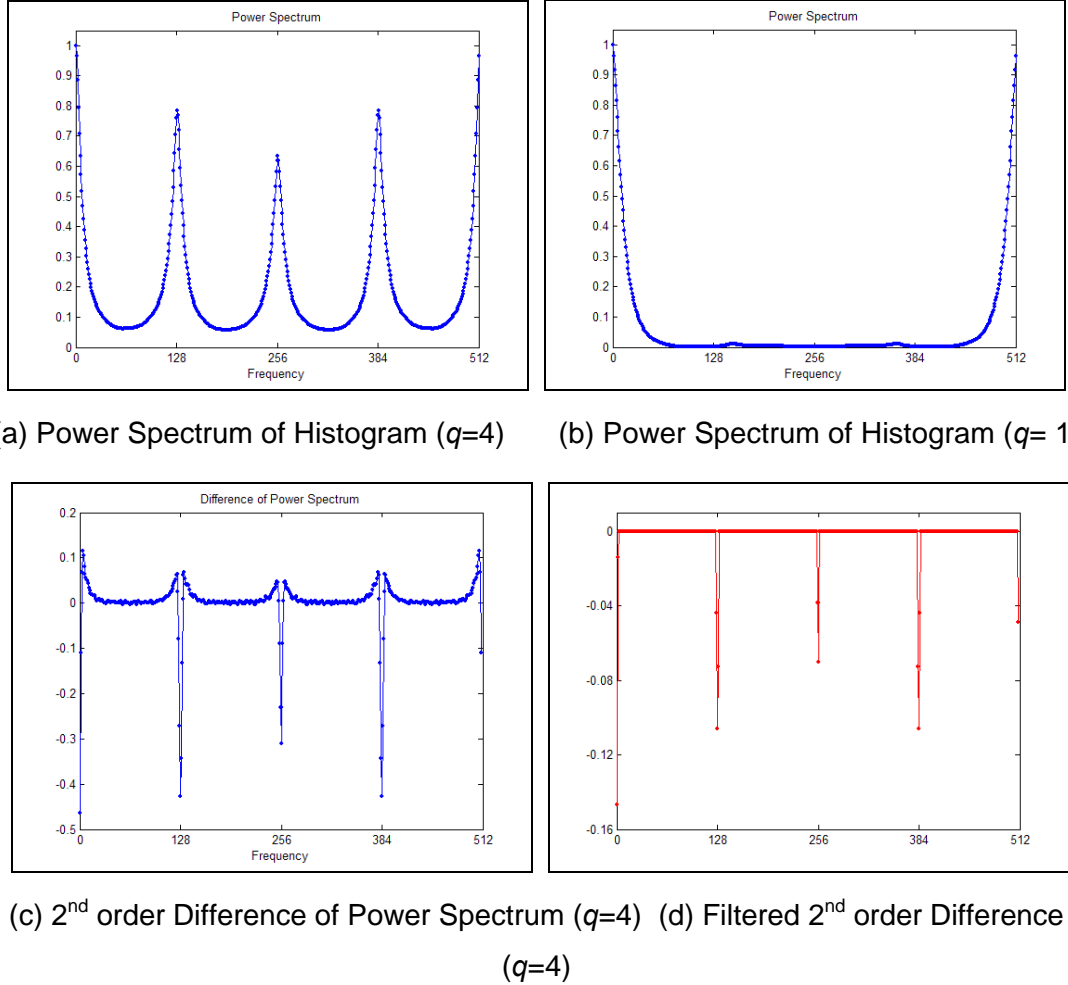 Power Spectrum
1
0.9
0.8
0.7
0.6
0.5
0.4
0.3
0.2
0.1
0
0 128 256 384 512
Frequency
Power Spectrum
1
0.9
0.8
0.7
0.6
0.5
0.4
0.3
0.2
0.1
0
0 128 256 384 512
Frequency
a) Power Spectrum of Histogram (q=4)
(b) Power Spectrum of Histogram (q= 1
Difference of Power Spectrum
0.2
0.1
0
-0.1
-0.2
-0.3
-0.4
-0.5
0 128 256 384 512
Frequency
0
-0.04
-0.08
-0.12
-0.16
0 128 256 384 512
(c) 2nd order Difference of Power Spectrum (q=4) (d) Filtered 2nd order Difference
(q=4)